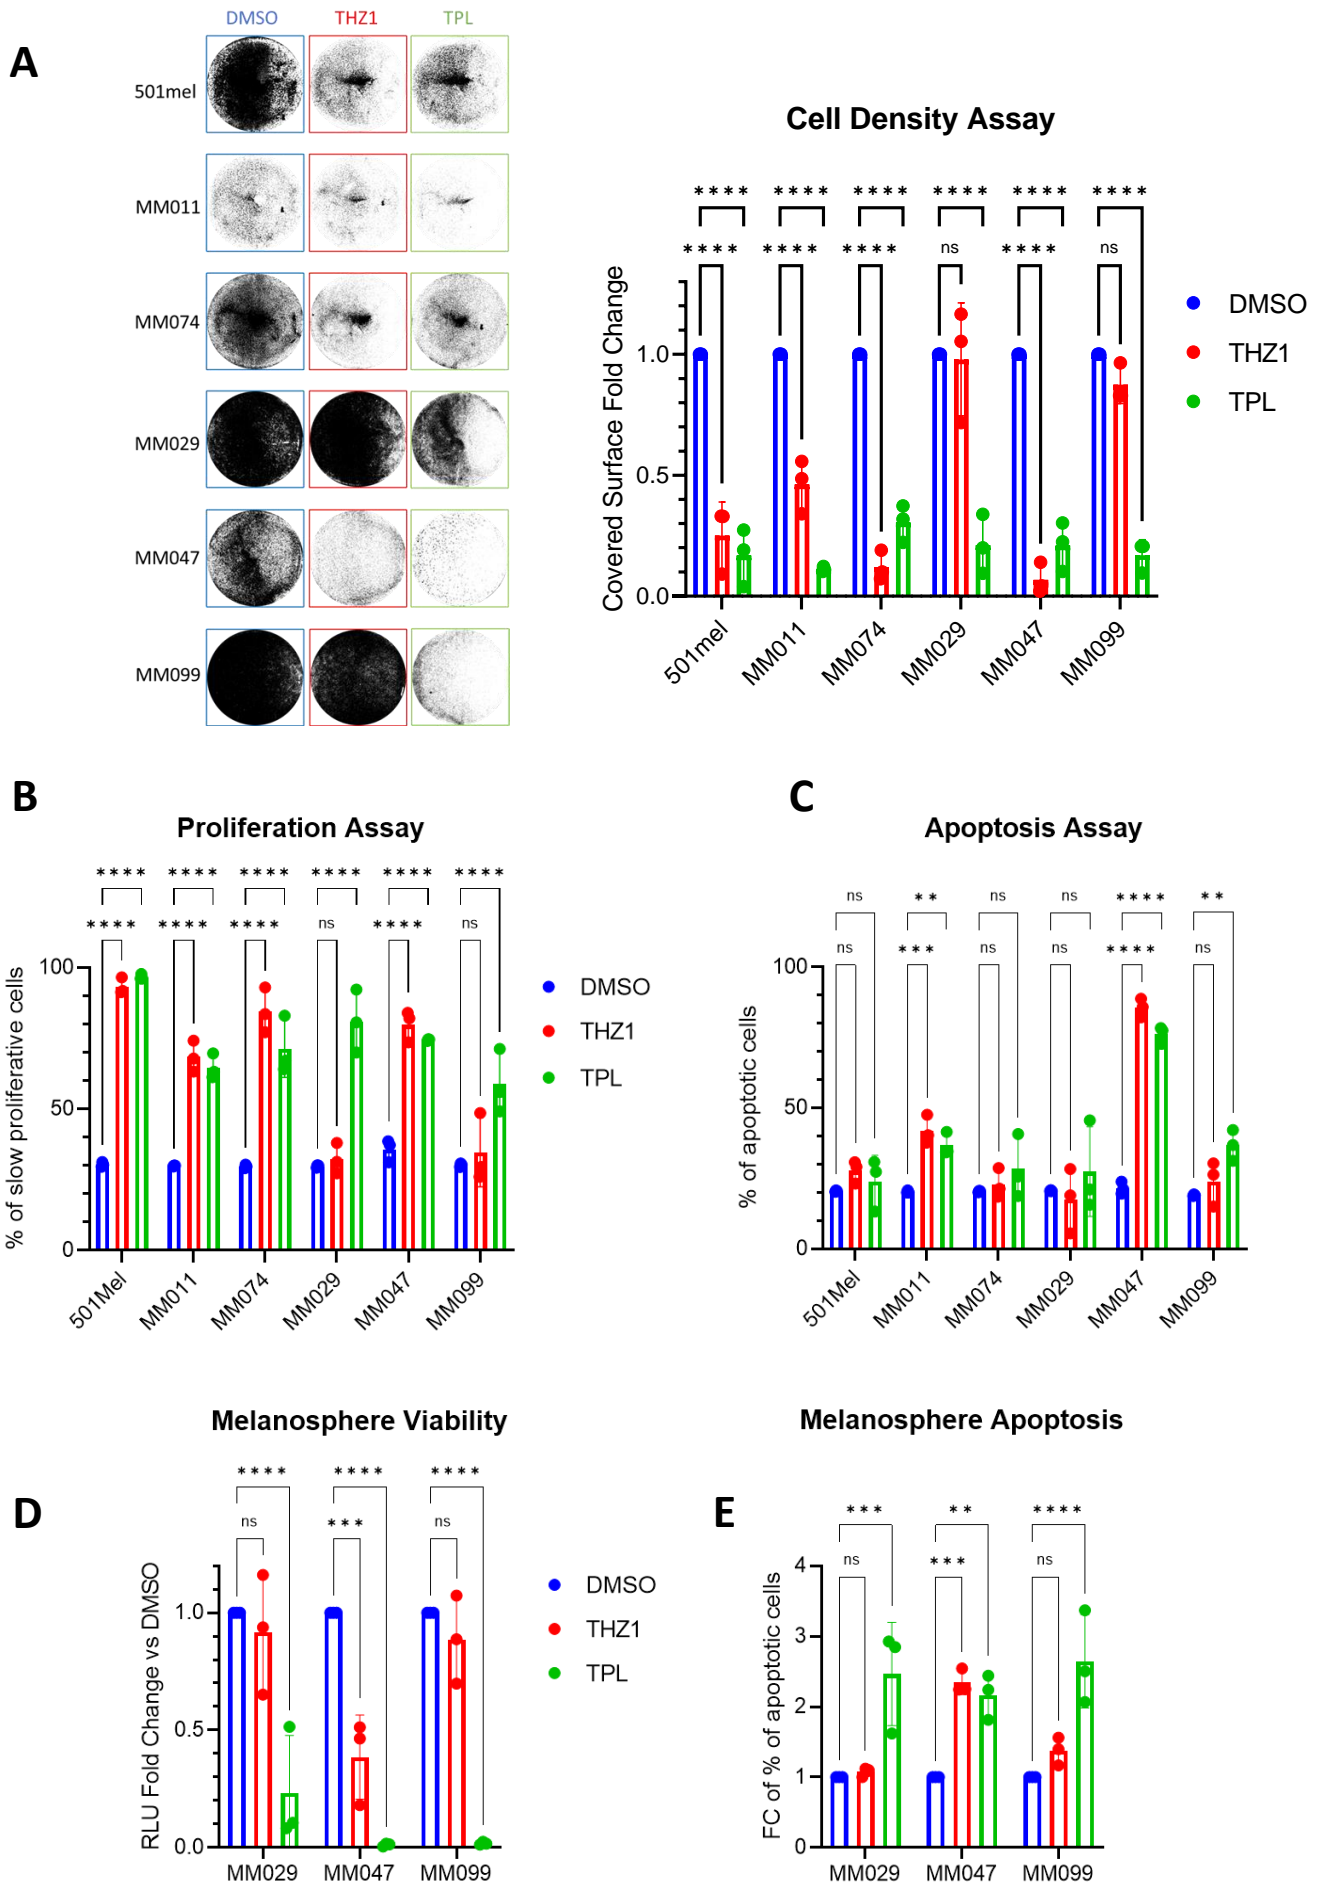 A
DMSO THZ1 TPL
501mel
MM011
MM074
MM029
MM047
MM099
Cell Density Assay
**** **** **** **** **** ****
**** **** **** ns **** ns
Covered Surface Fold Change
1.0
0.5
0.0
501mel MM011 MM074 MM029 MM047 MM099
DMSO
THZ1
TPL
B
Proliferation Assay
**** **** **** **** **** ****
**** **** **** ns **** ns
% of slow proliferative cells
100
50
0
501Mel MM011 MM074 MM029 MM047 MM099
DMSO
THZ1
TPL
C
Apoptosis Assay
ns ** ns ns **** **
ns *** ns ns **** ns
% of apoptotic cells
100
50
0
501Mel MM011 MM074 MM029 MM047 MM099
D
Melanosphere Viability
**** **** ****
ns *** ns
RLU Fold Change vs DMSO
1.0
0.5
0.0
MM029 MM047 MM099
DMSO
THZ1
TPL
E
Melanosphere Apoptosis
*** ** ****
ns *** ns
FC of % of apoptotic cells
4
3
2
1
0
MM029 MM047 MM099